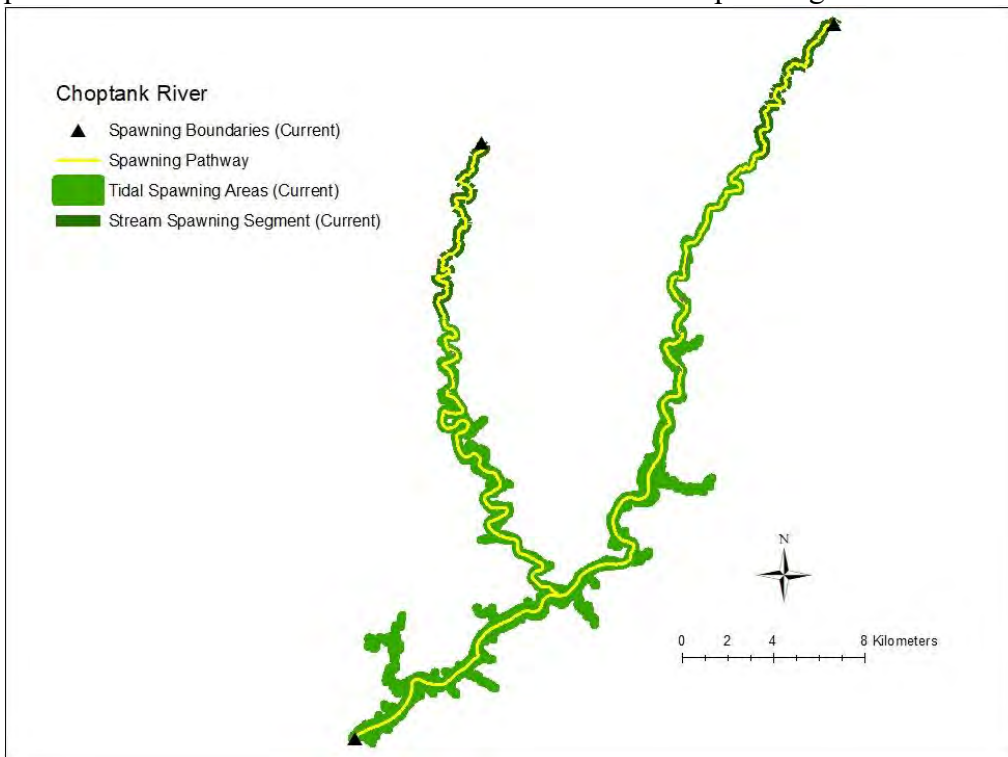 Choptank River
Spawning Boundaries (Current)
Spawning Pathway
Tidal Spawning Areas (Current)
Stream Spawning Segment (Current)
N
0 2 4 8 Kilometers